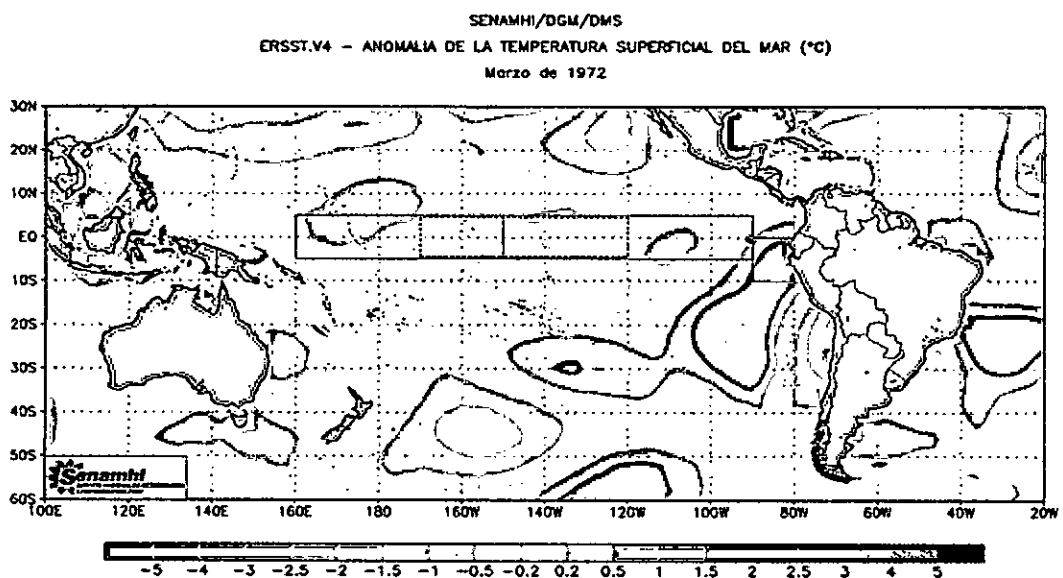 SENAMHI/DGM/DMS
ERSST.V4 - ANOMALIA DE LA TEMPERATURA SUPERFICIAL DEL MAR (°C)
Marzo de 1972
30N
20N
10N
EQ
10S
20S
30S
40S
50S
60S
Senamhi
100E 120E 140E 160E 180 160W 140W 120W 100W 80W 60W 40W 20W
-5 -4 -3 -2.5 -2 -1.5 -1 -0.5 -0.2 0.2 0.5 1 1.5 2 2.5 3 4 5